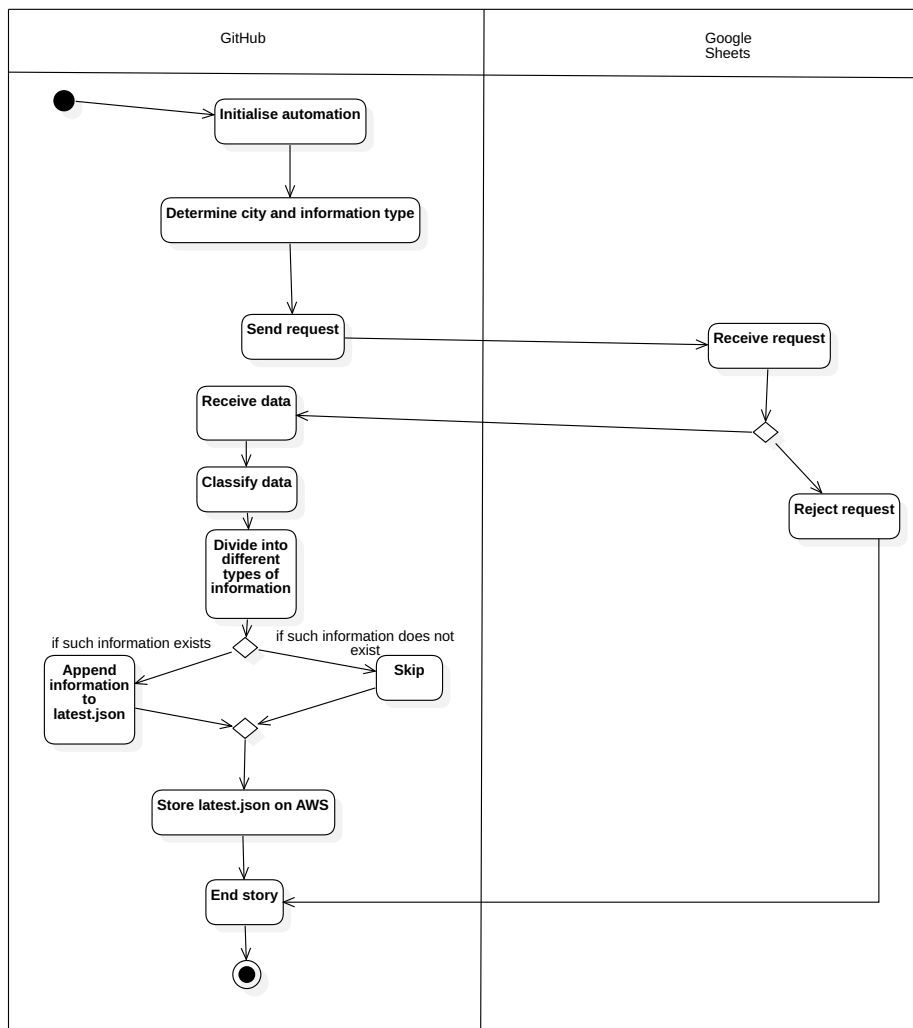 GitHub
Google
Sheets
Initialise automation
Determine city and information type
Send request
Receive request
Receive data
Classify data
Reject request
Divide into
different
types of
information
if such information exists
if such information does not
exist
Append
information
to
latest.json
Skip
Store latest.json on AWS
End story